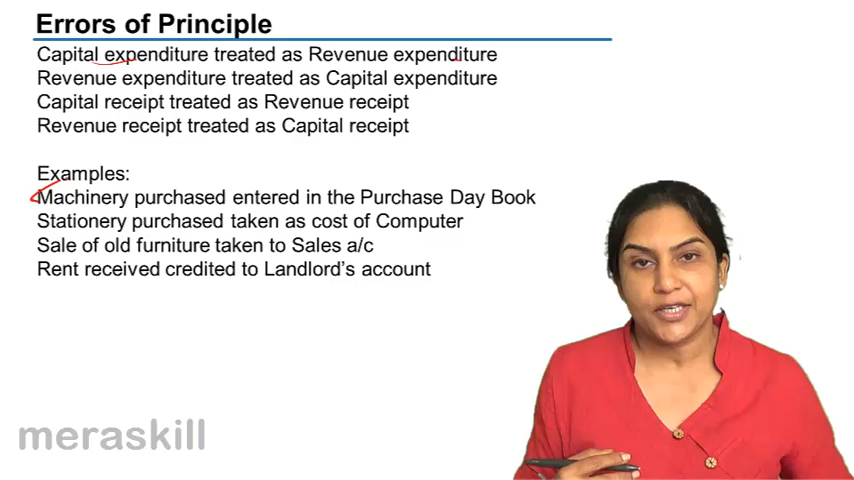 Errors of Principle
Capital expenditure treated as Revenue expenditure
Revenue expenditure treated as Capital expenditure
Capital receipt treated as Revenue receipt
Revenue receipt treated as Capital receipt
Examples:
Machinery purchased entered in the Purchase Day Book
Stationery purchased taken as cost of Computer
Sale of old furniture taken to Sales a/c
Rent received credited to Landlord's account
meraskill